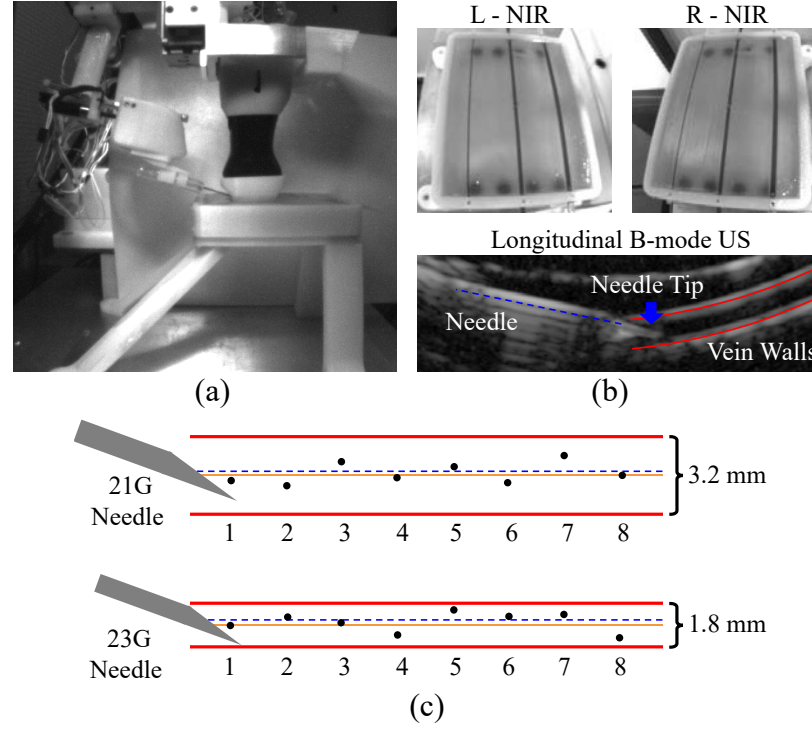 L - NIR
R - NIR
Longitudinal B-mode US
Needle Tip
Needle
Vein Walls
(a)
(b)
21G
Needle
3.2 mm
1 2 3 4 5 6 7 8
23G
Needle
1.8 mm
1 2 3 4 5 6 7 8
(c)